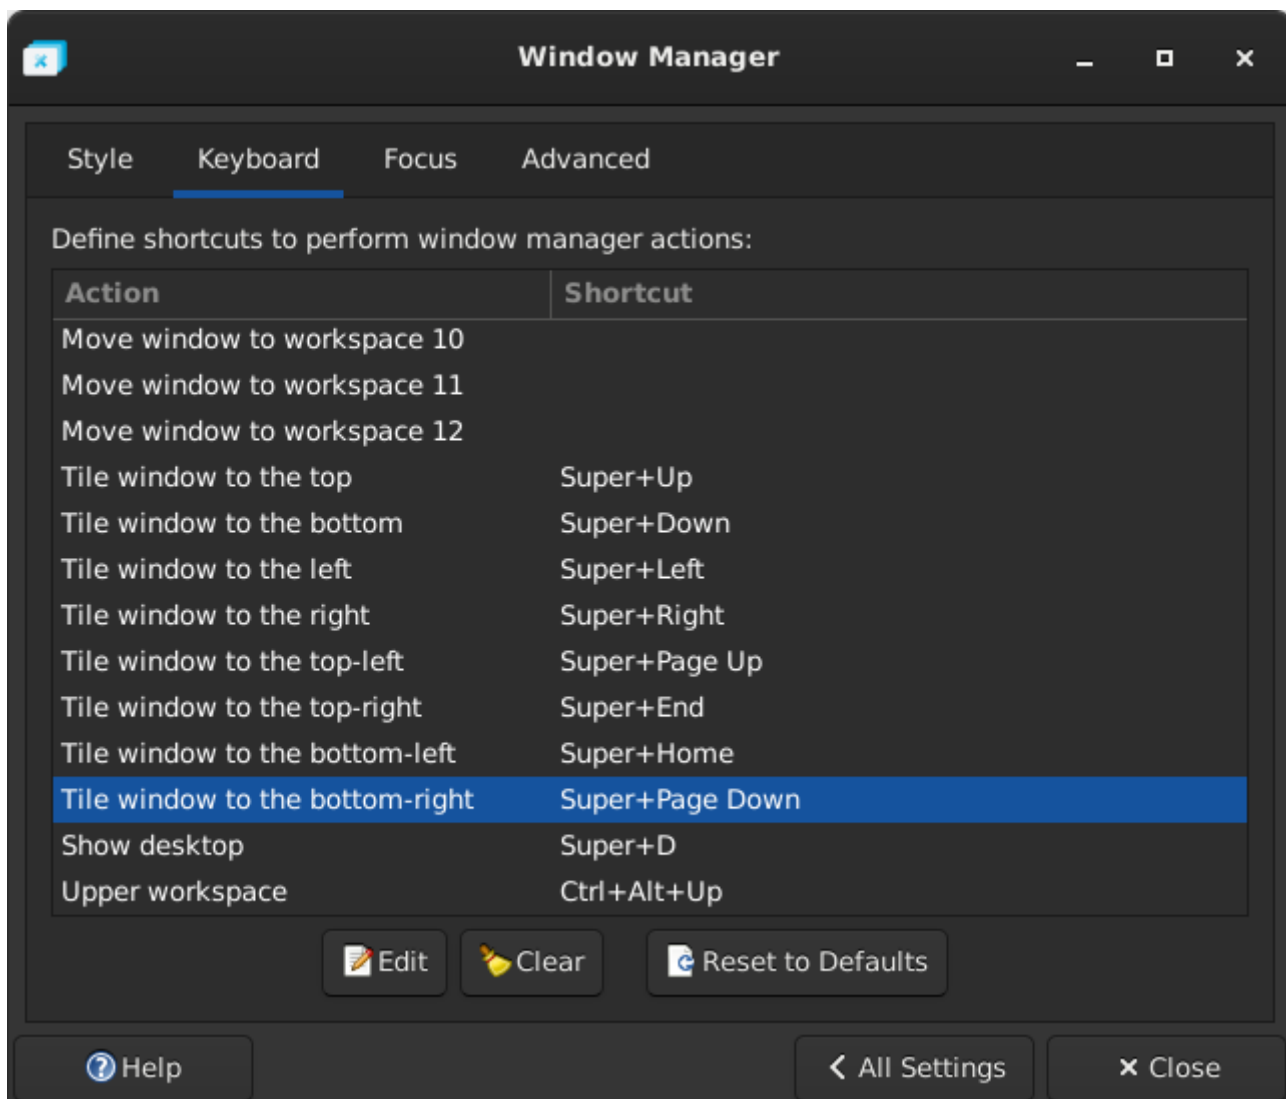 Window Manager
Style Keyboard Focus Advanced
Define shortcuts to perform window manager actions:
Action Shortcut
Move window to workspace 10
Move window to workspace 11
Move window to workspace 12
Tile window to the top Super+Up
Tile window to the bottom Super+Down
Tile window to the left Super+Left
Tile window to the right Super+Right
Tile window to the top-left Super+Page Up
Tile window to the top-right Super+End
Tile window to the bottom-left Super+Home
Tile window to the bottom-right Super+Page Down
Show desktop Super+D
Upper workspace Ctrl+Alt+Up
Edit Clear Reset to Defaults
Help All Settings Close